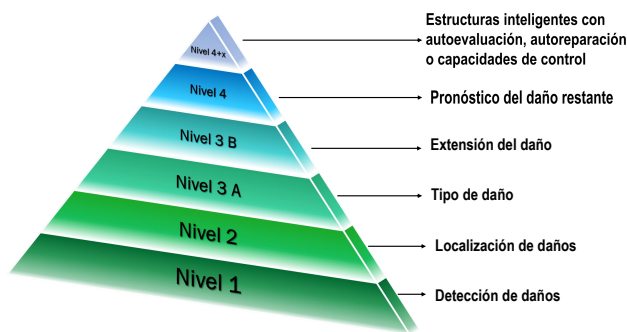 Estructuras inteligentes con
autoevaluación, autoreparación
o capacidades de control
Nivel 4+x
Nivel 4
Pronóstico del daño restante
Nivel 3 B
Extensión del daño
Nivel 3 A
Tipo de daño
Nivel 2
Localización de daños
Nivel 1
Detección de daños